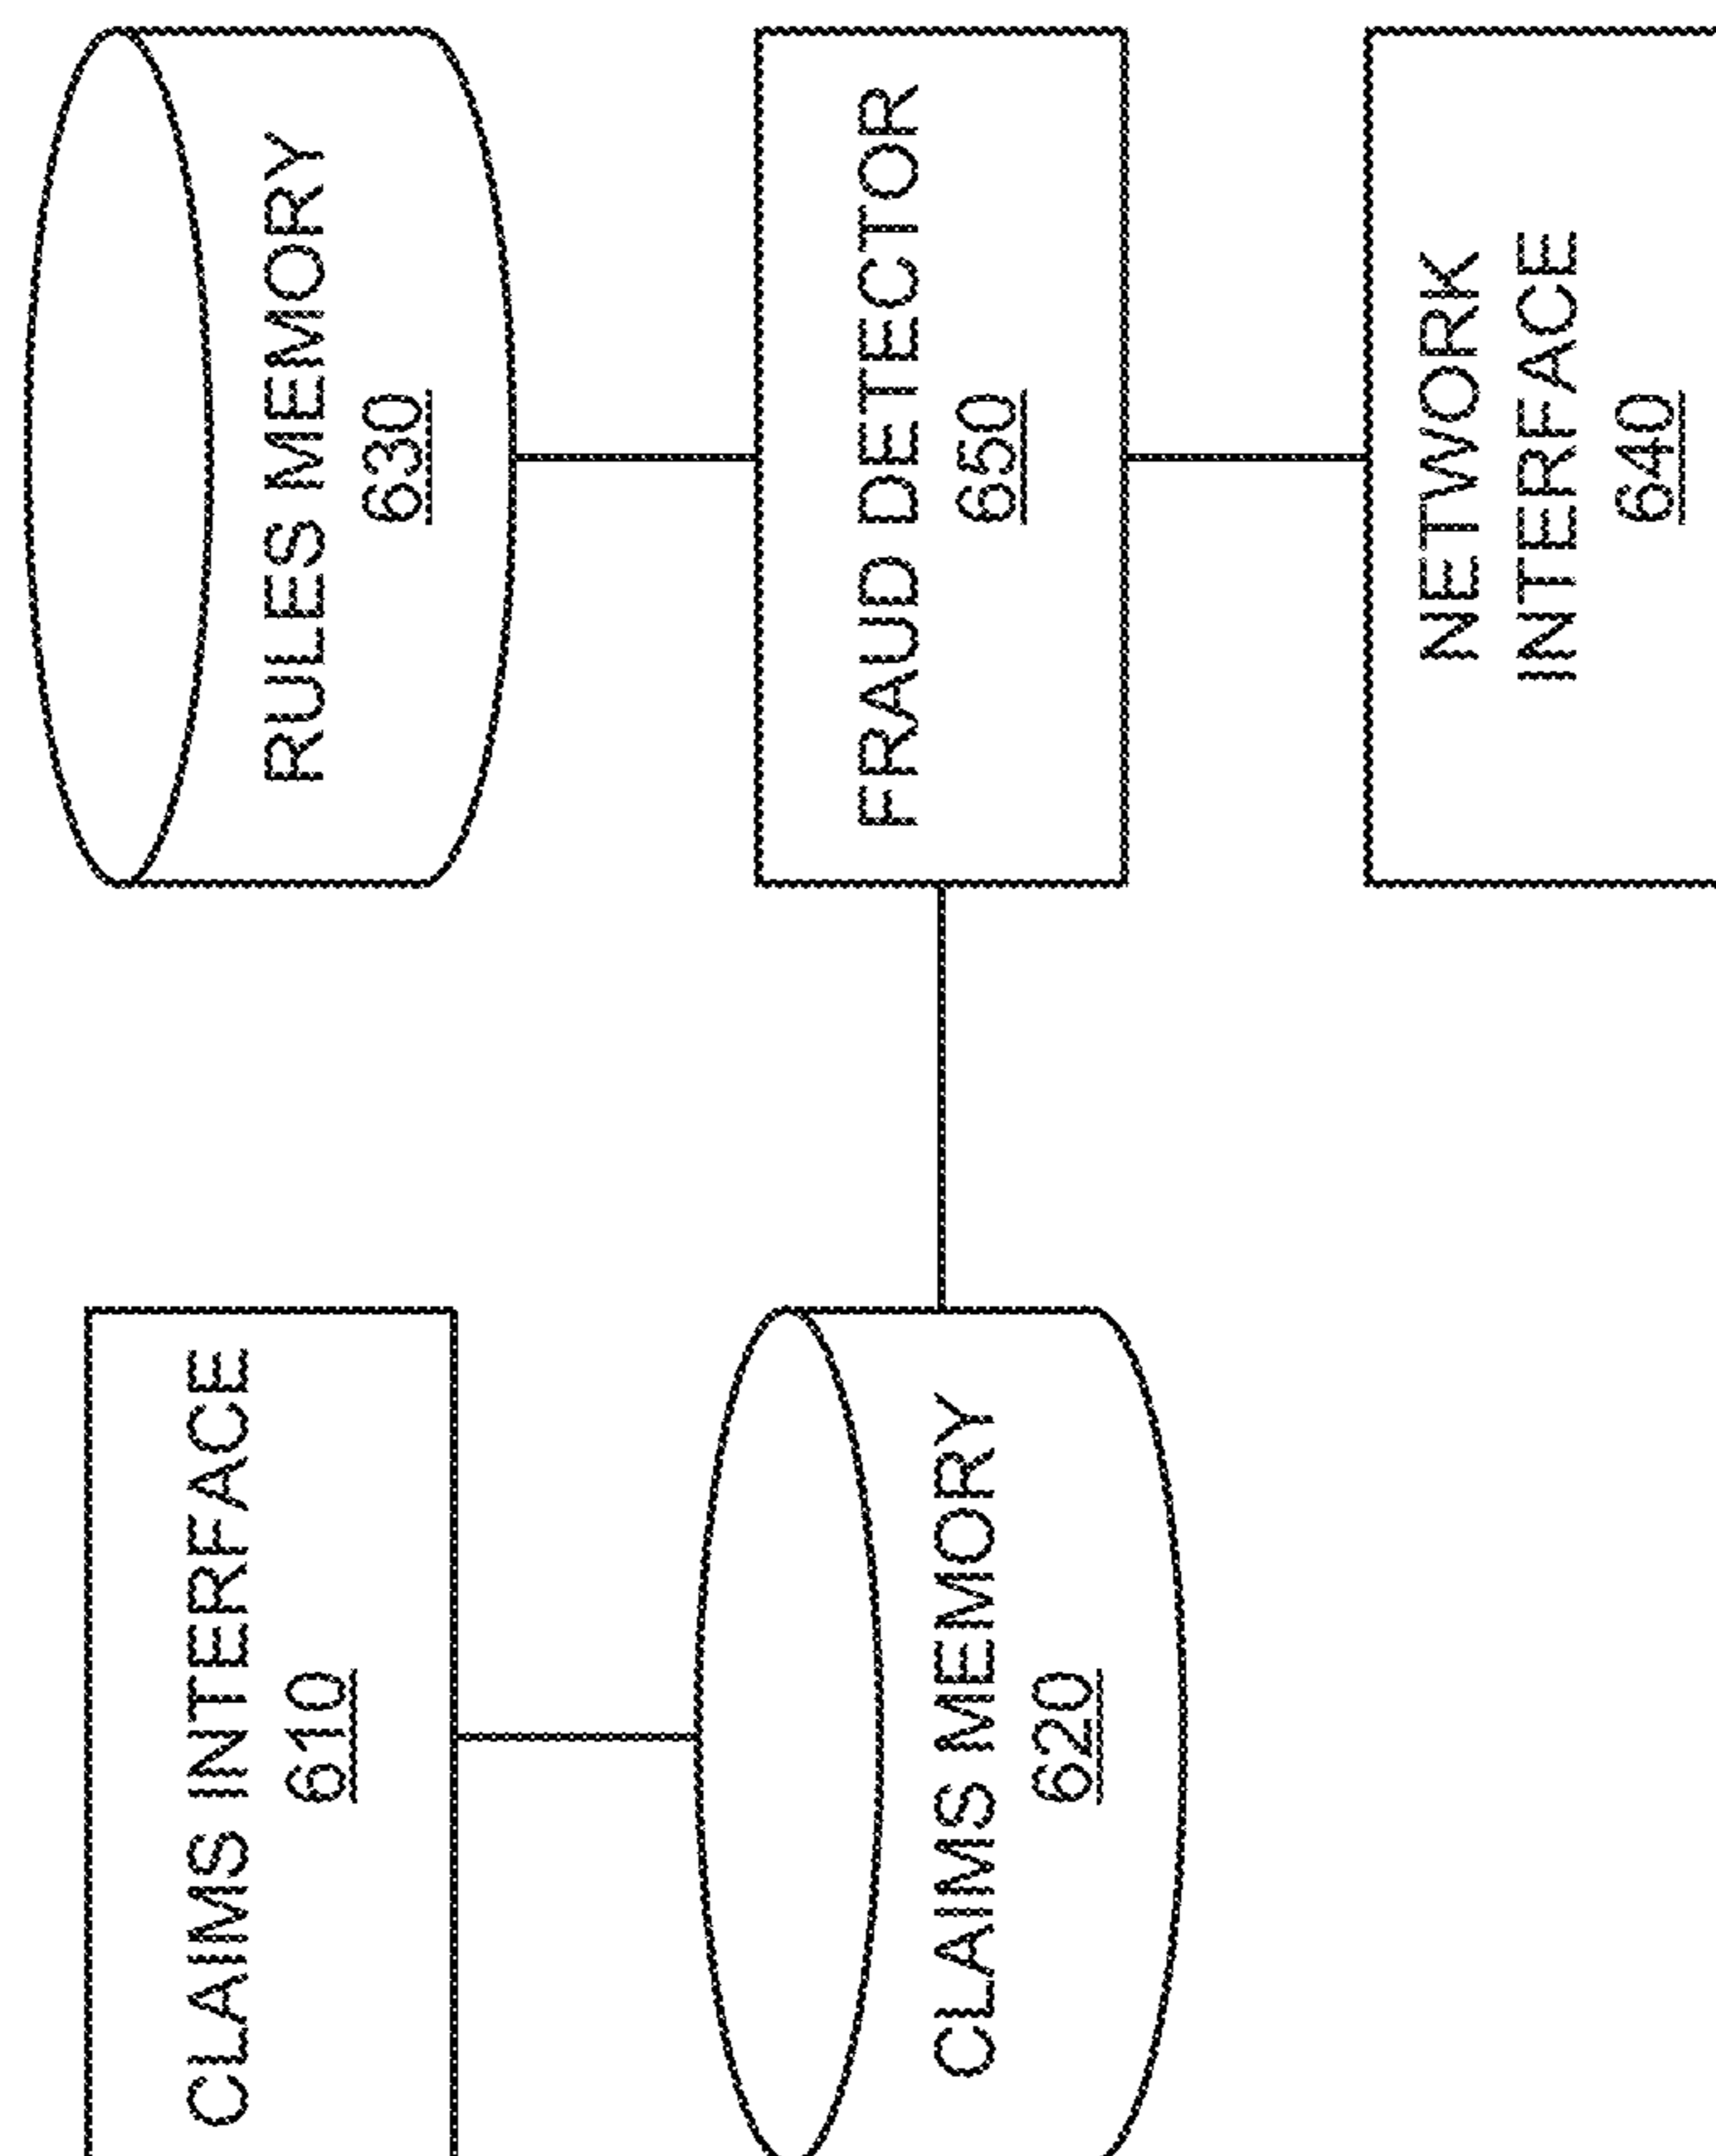 CLAIMS INTERFACE
610
CLAIMS MEMORY
620
RULES MEMORY
630
FRAUD DETECTOR
650
NETWORK
INTERFACE
640